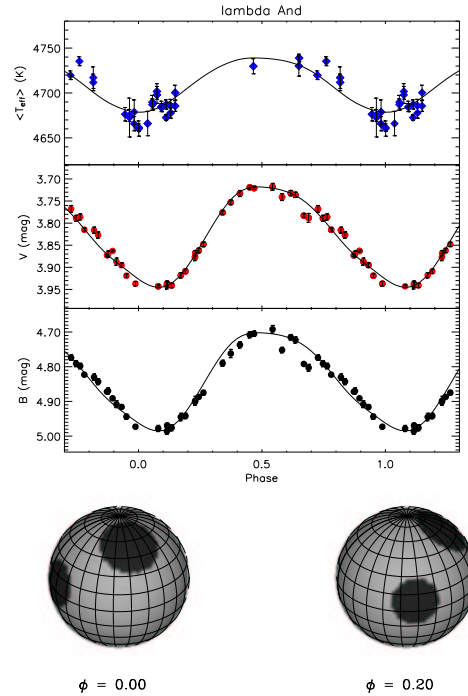 lambda And
<T_eff> (K)
4750
4700
4650
V (mag)
3.70
3.75
3.80
3.85
3.90
3.95
B (mag)
4.70
4.80
4.90
5.00
0.0 0.5 1.0
Phase
ϕ = 0.00 ϕ = 0.20